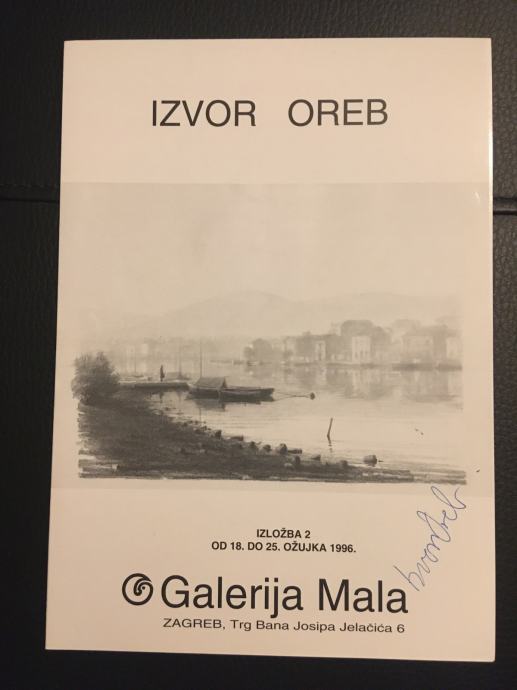 IZVOR OREB
IZLOŽBA 2
OD 18. DO 25. OŽUJKA 1996.
Galerija Mala
ZAGREB, Trg Bana Josipa Jelačića 6